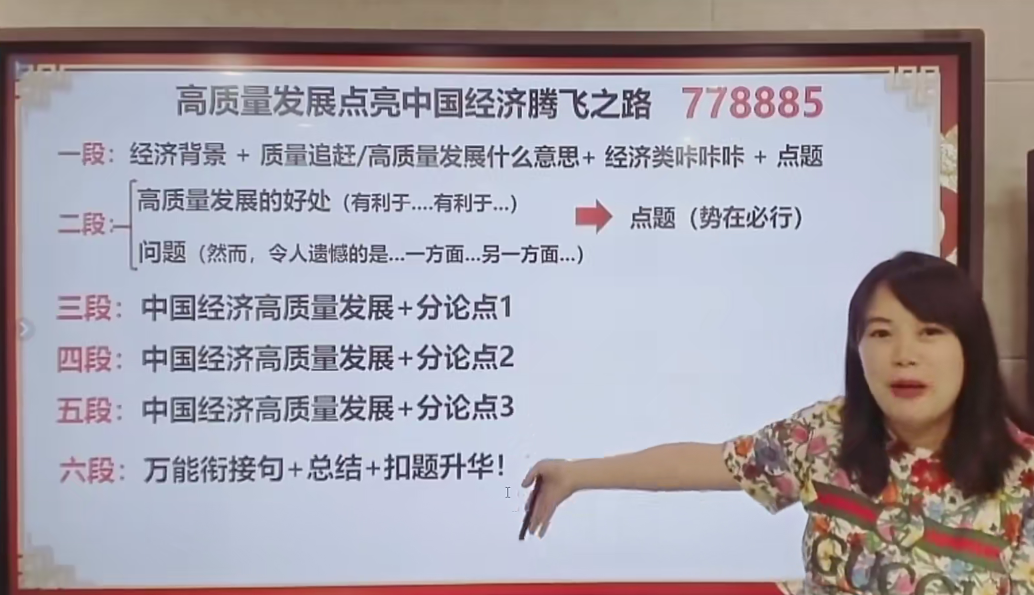 高质量发展点亮中国经济腾飞之路 778885
一段：经济背景 + 质量追赶/高质量发展什么意思+ 经济类咔咔咔 + 点题
高质量发展的好处（有利于....有利于...）
二段： 点题（势在必行）
问题（然而，令人遗憾的是...一方面...另一方面...）
三段：中国经济高质量发展+分论点1
四段：中国经济高质量发展+分论点2
五段：中国经济高质量发展+分论点3
六段：万能衔接句+总结+扣题升华！
GUCCI